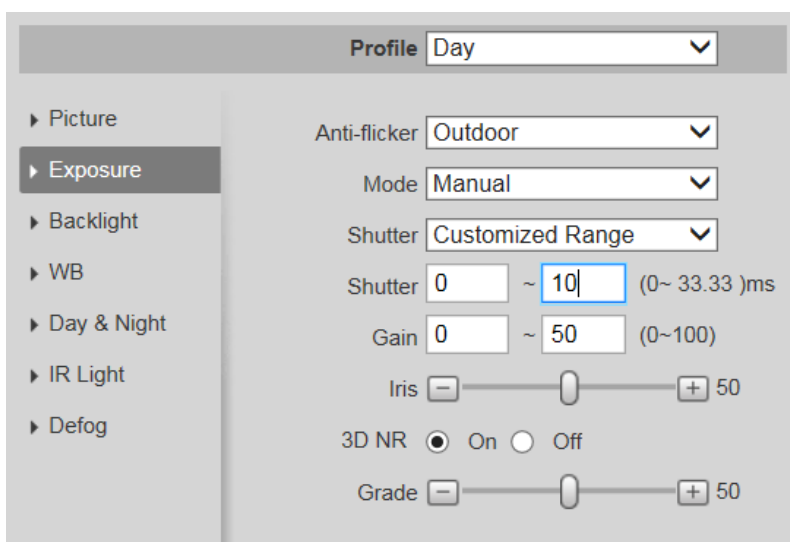 Profile Day
Picture
Exposure
Backlight
WB
Day & Night
IR Light
Defog
Anti-flicker Outdoor
Mode Manual
Shutter Customized Range
Shutter 0 ~ 10 (0~ 33.33 )ms
Gain 0 ~ 50 (0~100)
Iris 50
3D NR On Off
Grade 50